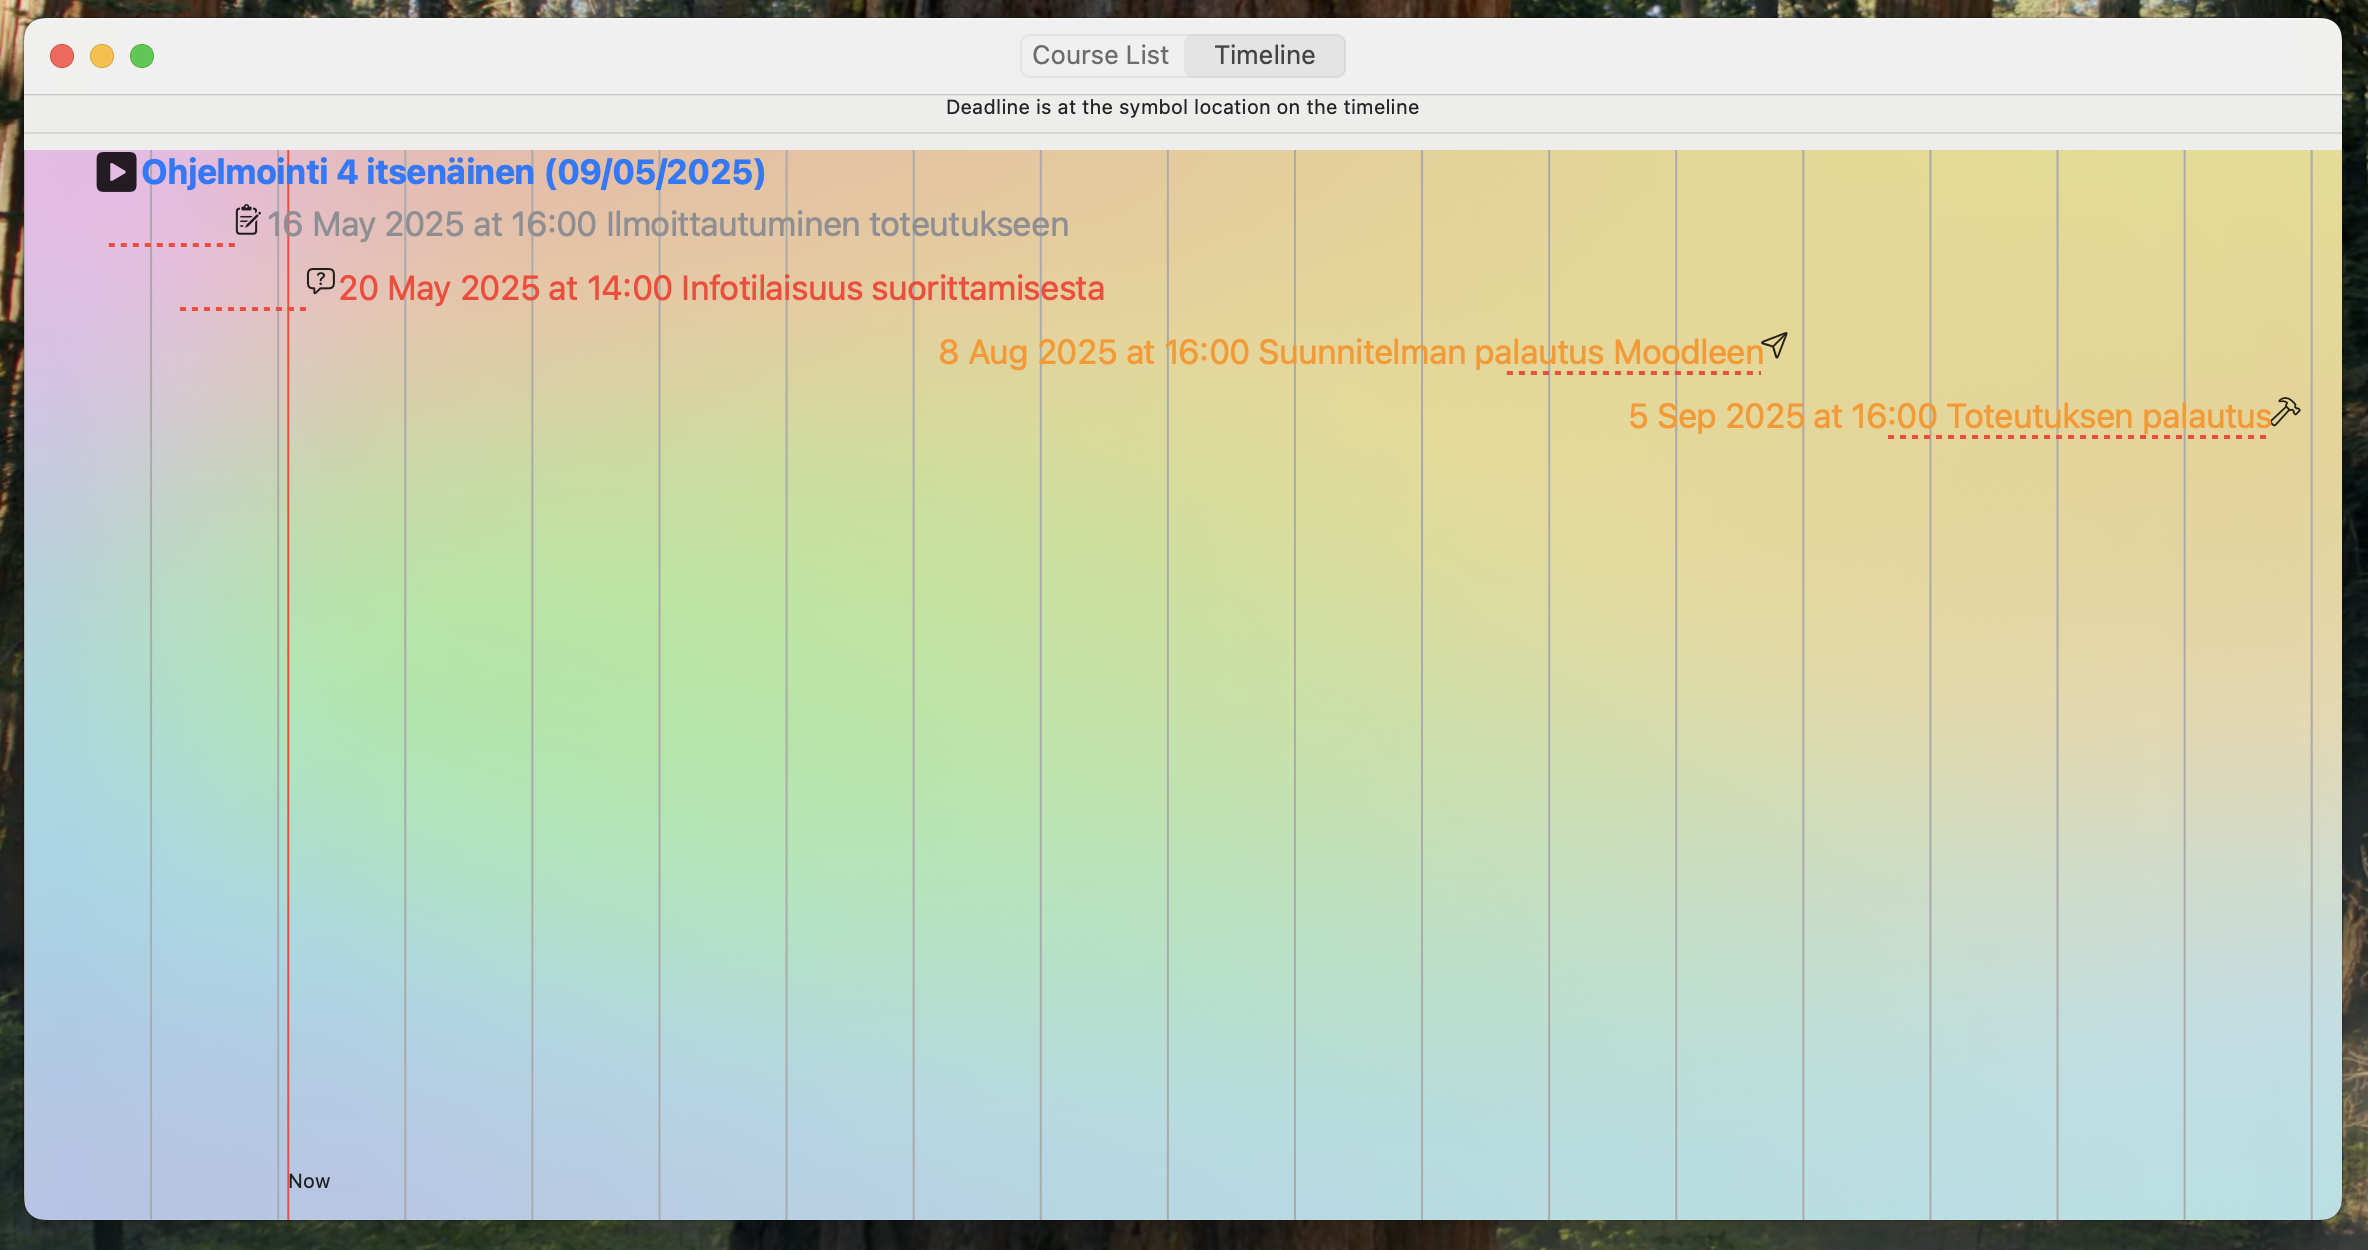 Course List Timeline
Deadline is at the symbol location on the timeline
Ohjelmointi 4 itsenäinen (09/05/2025)
16 May 2025 at 16:00 Ilmoittautuminen toteutukseen
20 May 2025 at 14:00 Infotilaisuus suorittamisesta
8 Aug 2025 at 16:00 Suunnitelman palautus Moodleen
5 Sep 2025 at 16:00 Toteutuksen palautus
Now